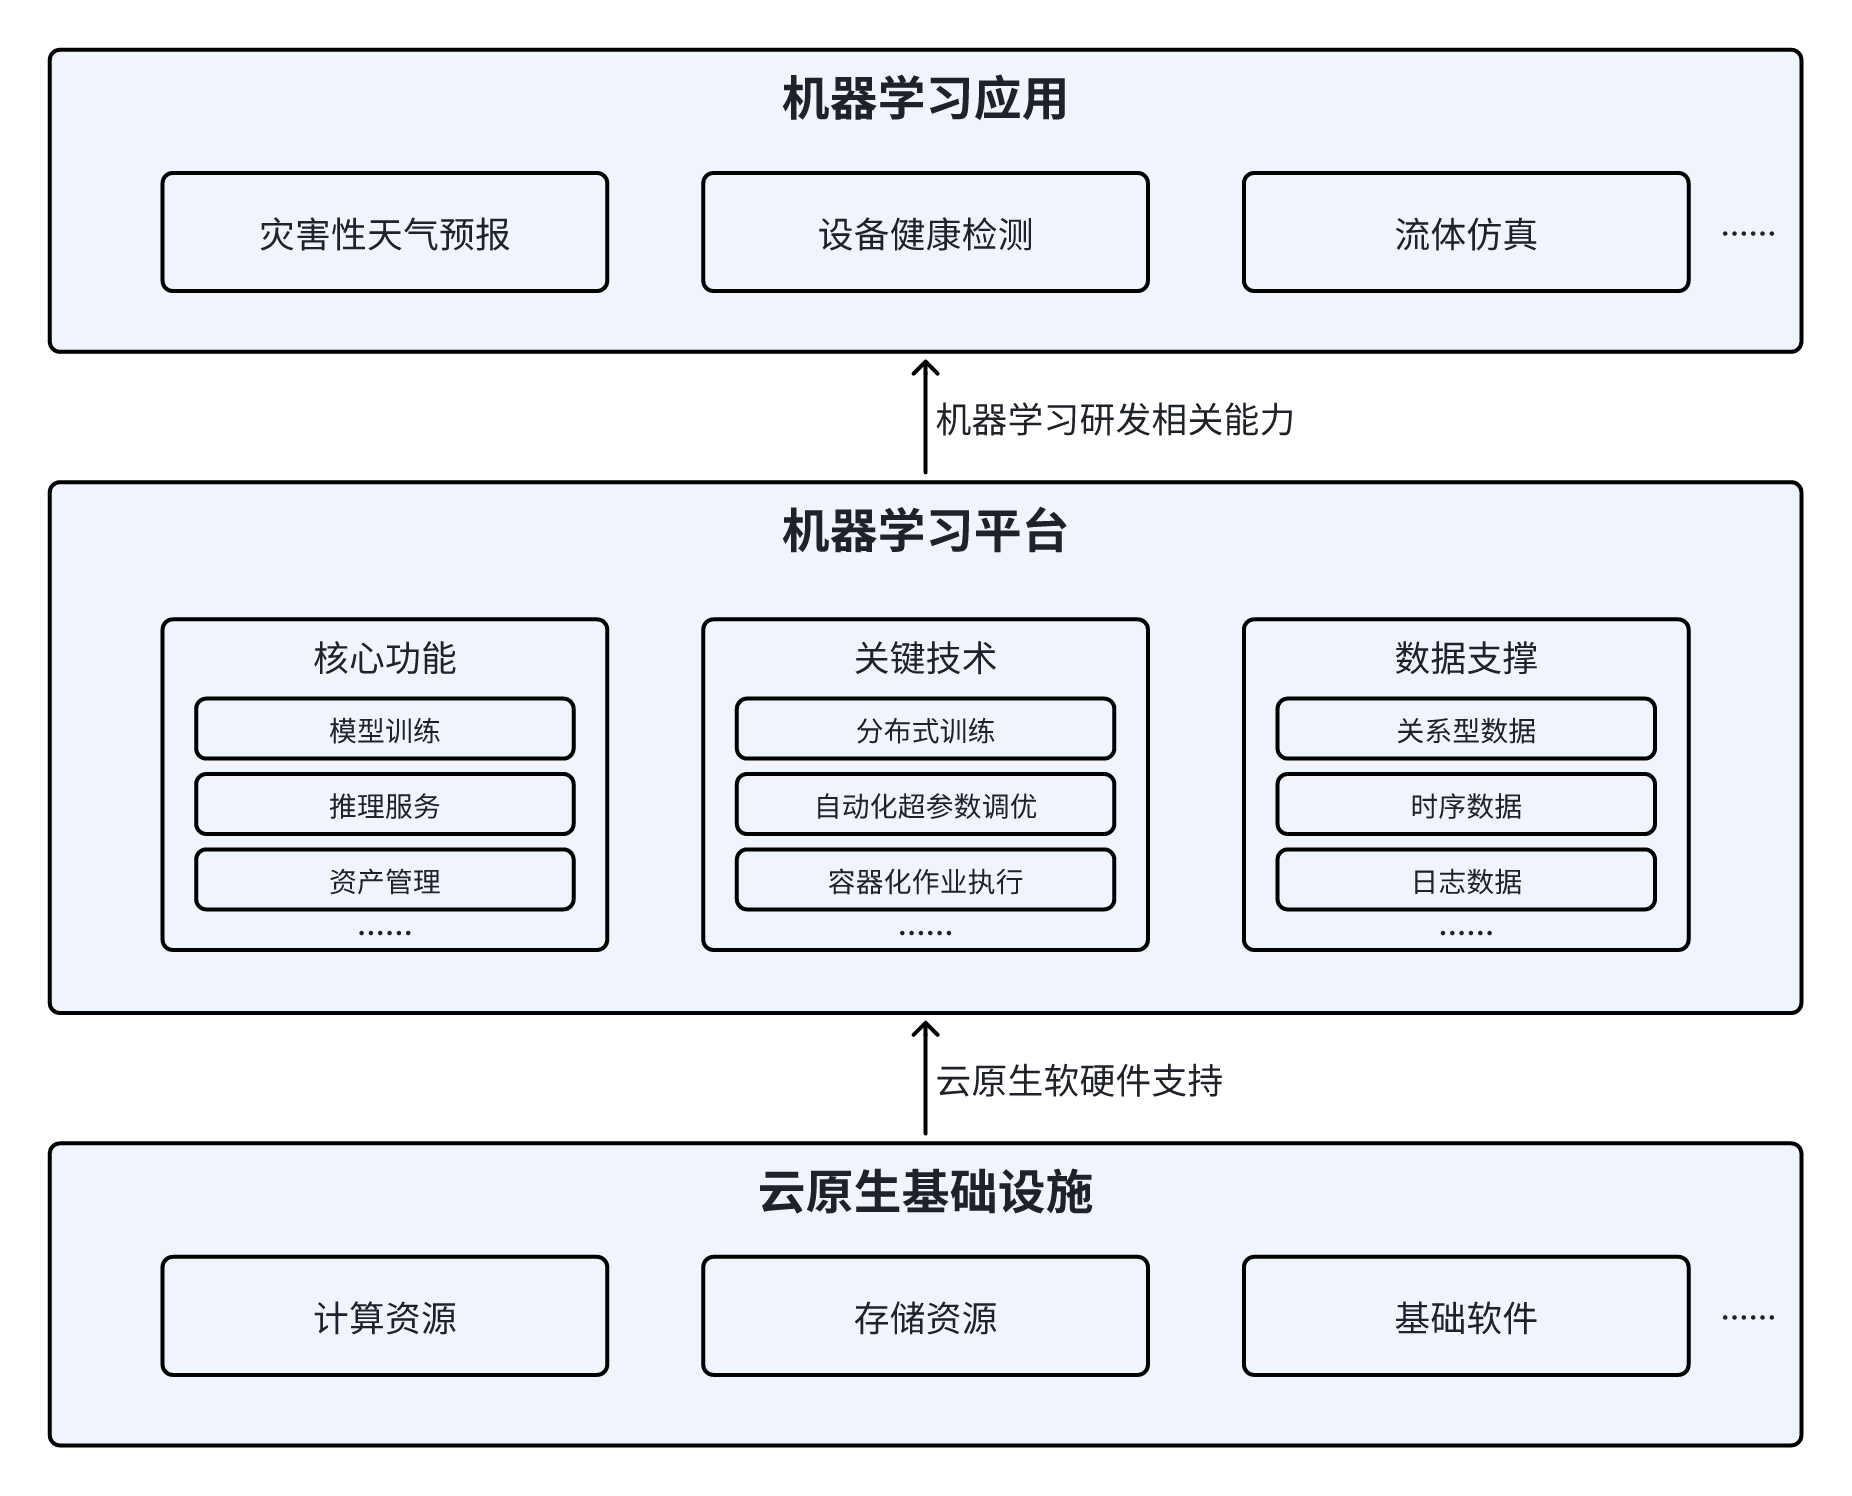 机器学习应用
灾害性天气预报
设备健康检测
流体仿真
······
机器学习研发相关能力
机器学习平台
核心功能
模型训练
推理服务
资产管理
······
关键技术
分布式训练
自动化超参数调优
容器化作业执行
······
数据支撑
关系型数据
时序数据
日志数据
······
云原生软硬件支持
云原生基础设施
计算资源
存储资源
基础软件
······